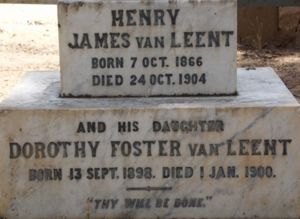 HENRY
JAMES VAN LEENT
BORN 7 OCT. 1866
DIED 24 OCT. 1904
AND HIS DAUGHTER
DOROTHY FOSTER VAN LEENT
BORN 13 SEPT. 1898. DIED 1 JAN. 1900.
"THY WILL BE DONE."